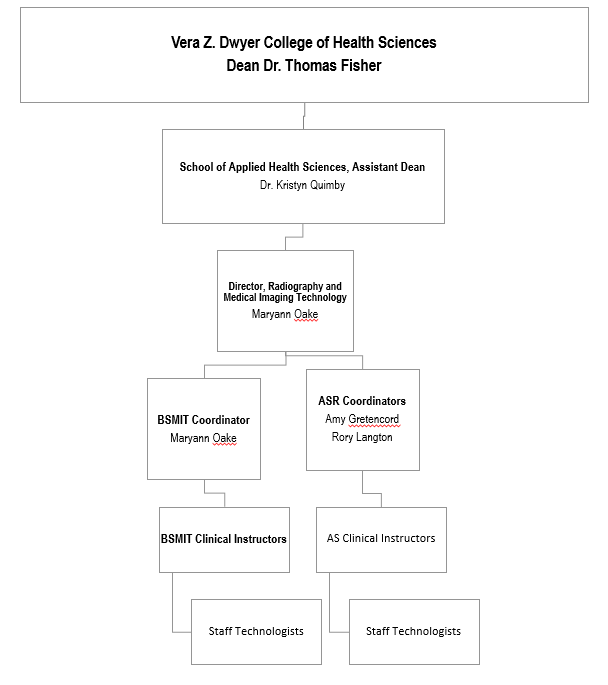 Vera Z. Dwyer College of Health Sciences
Dean Dr. Thomas Fisher
School of Applied Health Sciences, Assistant Dean
Dr. Kristyn Quimby
Director, Radiography and
Medical Imaging Technology
Maryann Oake
BSMIT Coordinator
Maryann Oake
ASR Coordinators
Amy Gretencord
Rory Langton
BSMIT Clinical Instructors
AS Clinical Instructors
Staff Technologists
Staff Technologists